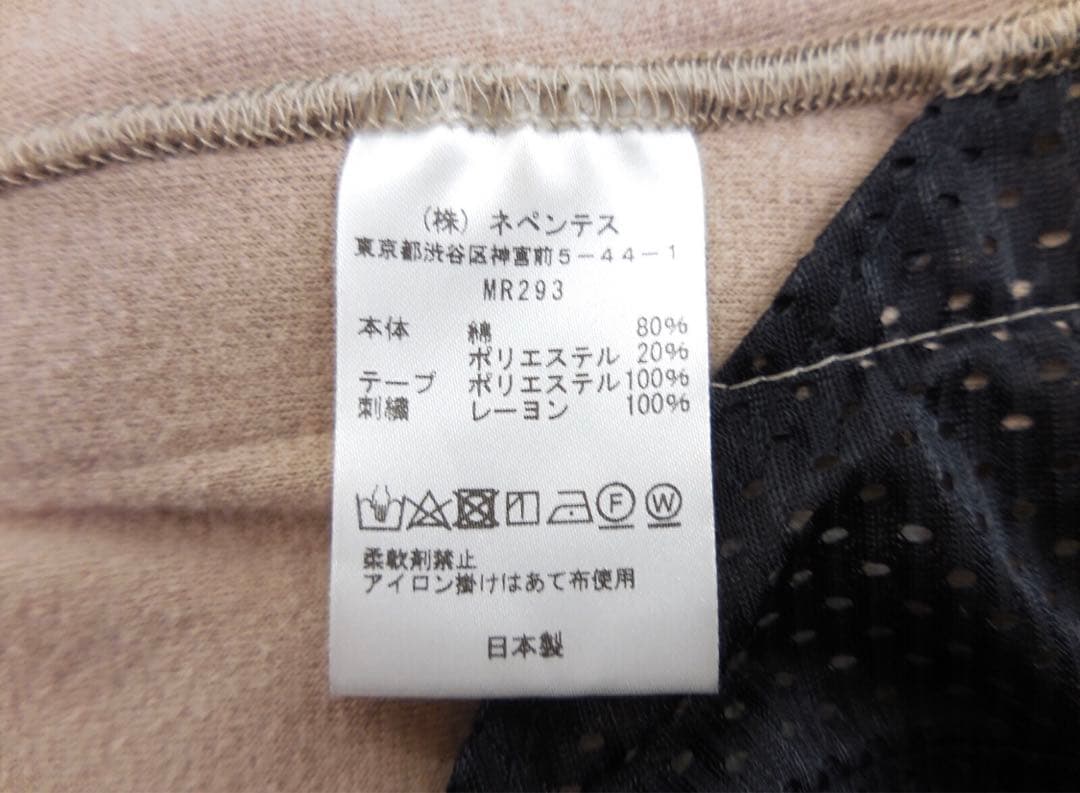 （株）ネペンテス
東京都渋谷区神宮前５－４４－１
MR293
本体 綿 80%
ポリエステル 20%
テープ ポリエステル 100%
刺繍 レーヨン 100%
F W
柔軟剤禁止
アイロン掛けはあて布使用
日本製